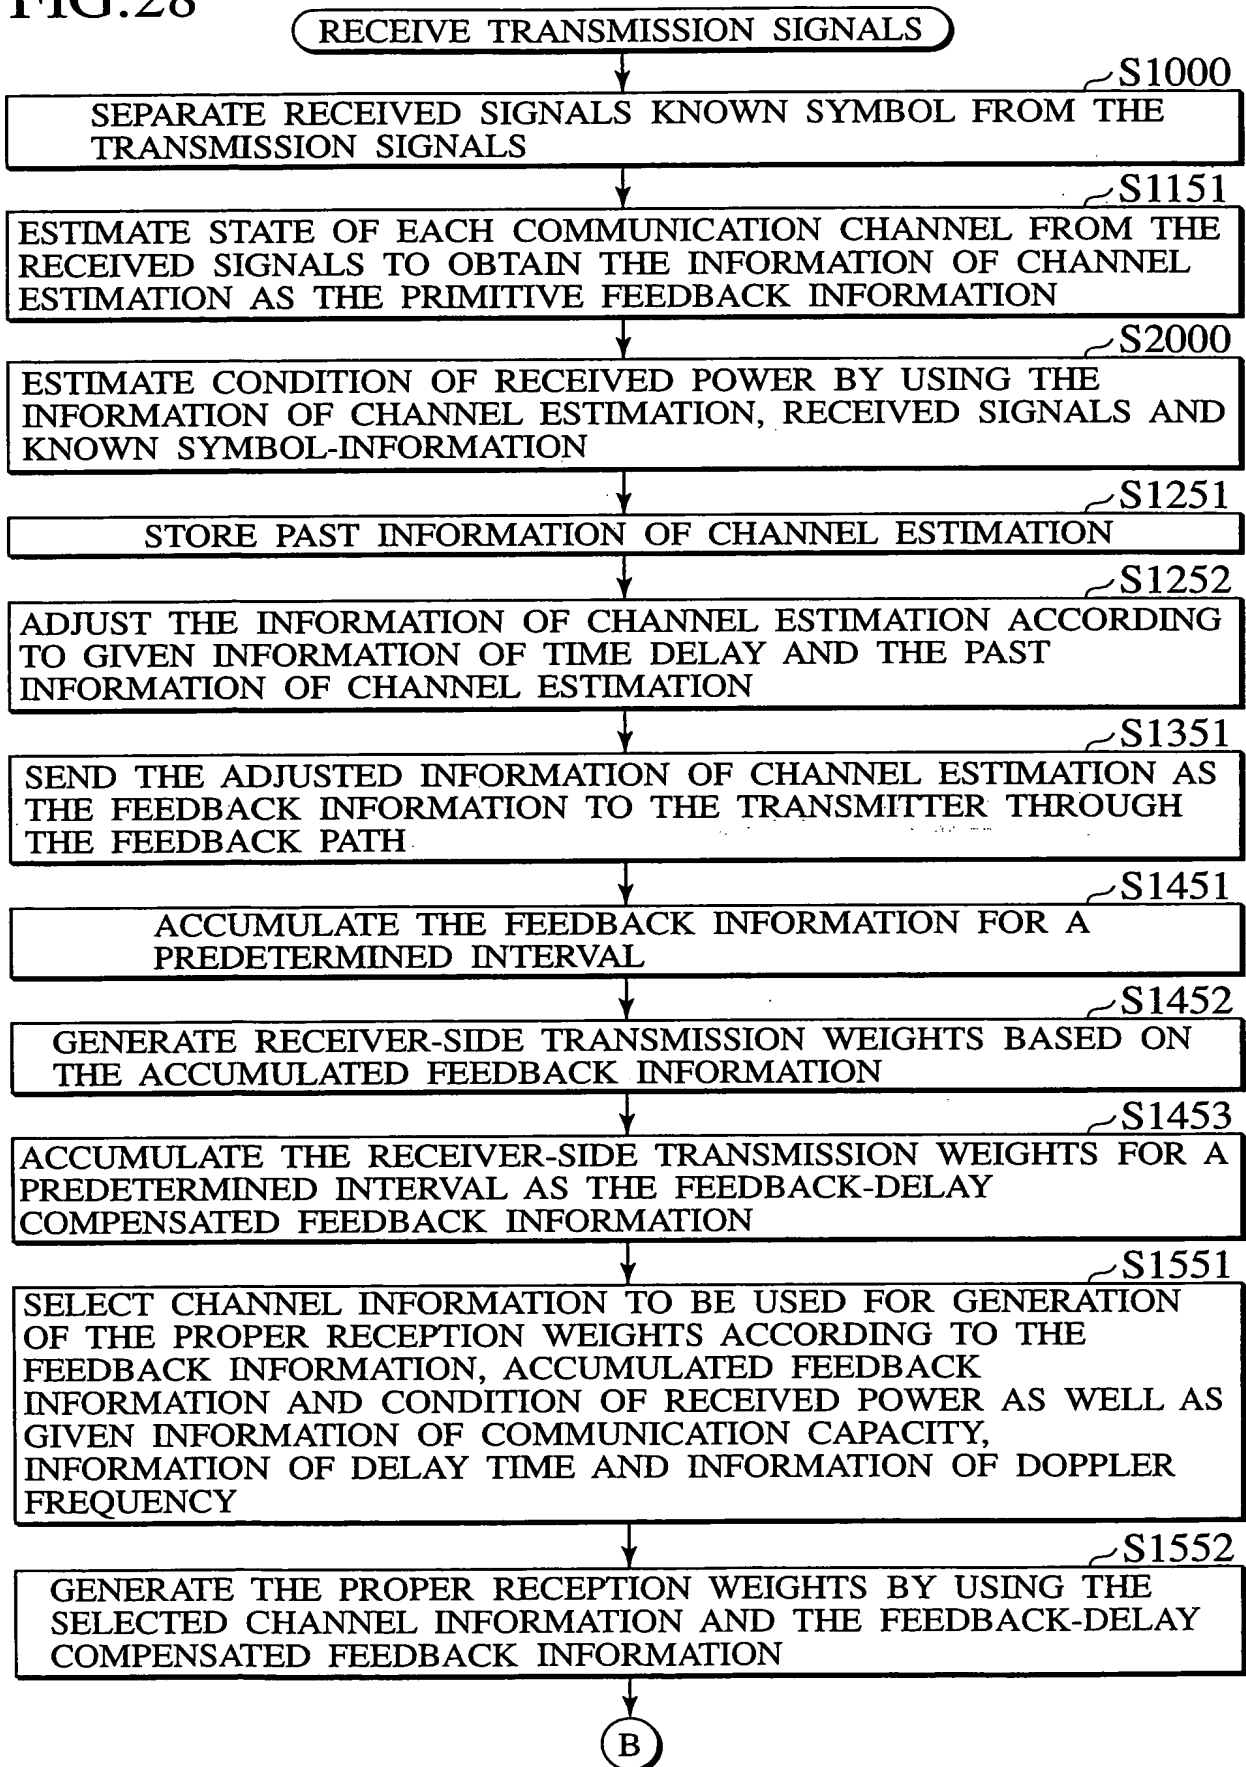 FIG.28
RECEIVE TRANSMISSION SIGNALS
S1000
SEPARATE RECEIVED SIGNALS KNOWN SYMBOL FROM THE
TRANSMISSION SIGNALS
S1151
ESTIMATE STATE OF EACH COMMUNICATION CHANNEL FROM THE
RECEIVED SIGNALS TO OBTAIN THE INFORMATION OF CHANNEL
ESTIMATION AS THE PRIMITIVE FEEDBACK INFORMATION
S2000
ESTIMATE CONDITION OF RECEIVED POWER BY USING THE
INFORMATION OF CHANNEL ESTIMATION, RECEIVED SIGNALS AND
KNOWN SYMBOL-INFORMATION
S1251
STORE PAST INFORMATION OF CHANNEL ESTIMATION
S1252
ADJUST THE INFORMATION OF CHANNEL ESTIMATION ACCORDING
TO GIVEN INFORMATION OF TIME DELAY AND THE PAST
INFORMATION OF CHANNEL ESTIMATION
S1351
SEND THE ADJUSTED INFORMATION OF CHANNEL ESTIMATION AS
THE FEEDBACK INFORMATION TO THE TRANSMITTER THROUGH
THE FEEDBACK PATH
S1451
ACCUMULATE THE FEEDBACK INFORMATION FOR A
PREDETERMINED INTERVAL
S1452
GENERATE RECEIVER-SIDE TRANSMISSION WEIGHTS BASED ON
THE ACCUMULATED FEEDBACK INFORMATION
S1453
ACCUMULATE THE RECEIVER-SIDE TRANSMISSION WEIGHTS FOR A
PREDETERMINED INTERVAL AS THE FEEDBACK-DELAY
COMPENSATED FEEDBACK INFORMATION
S1551
SELECT CHANNEL INFORMATION TO BE USED FOR GENERATION
OF THE PROPER RECEPTION WEIGHTS ACCORDING TO THE
FEEDBACK INFORMATION, ACCUMULATED FEEDBACK
INFORMATION AND CONDITION OF RECEIVED POWER AS WELL AS
GIVEN INFORMATION OF COMMUNICATION CAPACITY,
INFORMATION OF DELAY TIME AND INFORMATION OF DOPPLER
FREQUENCY
S1552
GENERATE THE PROPER RECEPTION WEIGHTS BY USING THE
SELECTED CHANNEL INFORMATION AND THE FEEDBACK-DELAY
COMPENSATED FEEDBACK INFORMATION
B